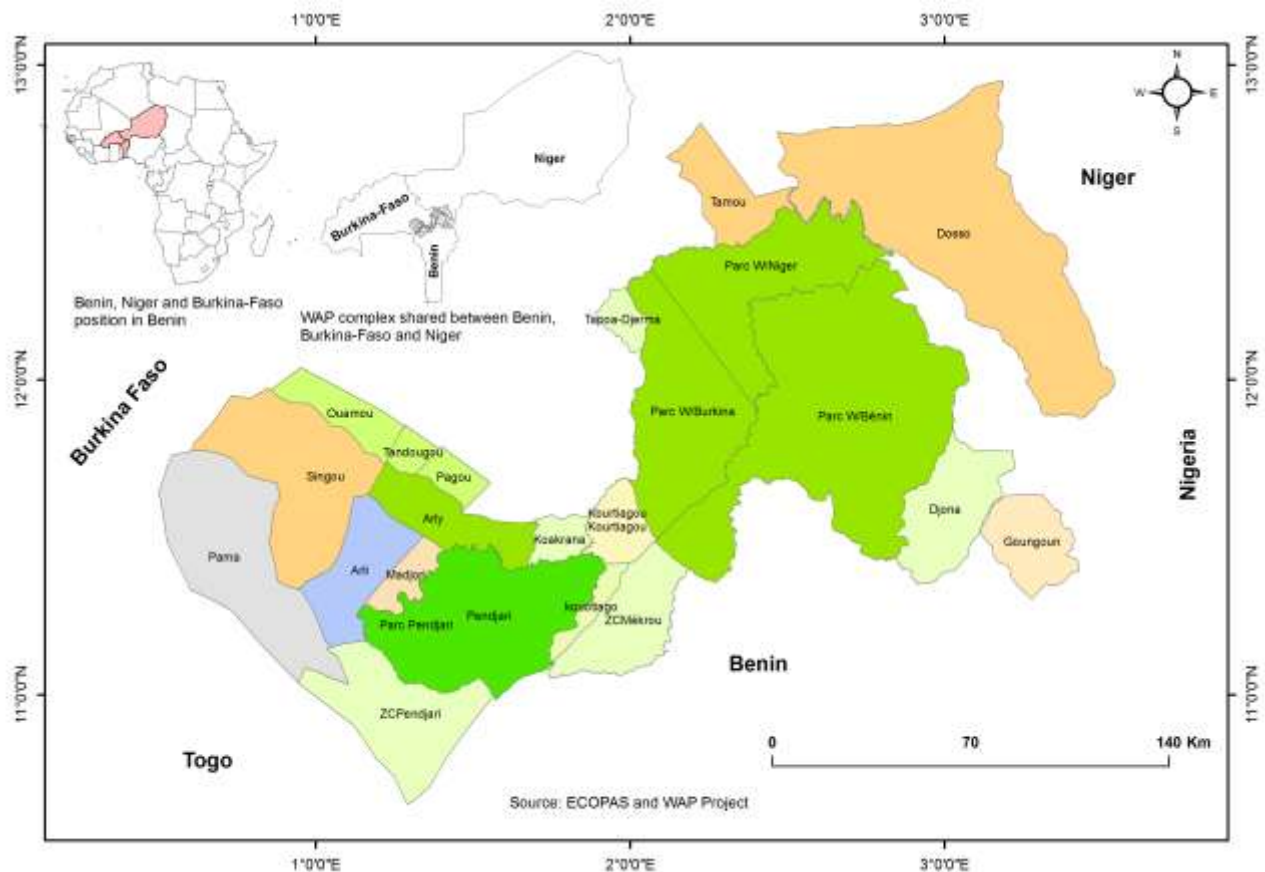 1°0'0"E 2°0'0"E 3°0'0"E
13°0'0"N 13°0'0"N
N
W E
S
Niger
Burkina-Faso
Benin
Benin, Niger and Burkina-Faso
position in Benin
WAP complex shared between Benin,
Burkina-Faso and Niger
Niger
Tamou
Dosso
Parc W/Niger
Tapoa-Djerma
12°0'0"N 12°0'0"N
Burkina Faso
Ouamou
Parc W/Burkina
Parc W/Bénin
Tandougou
Pagou
Singou
Nigeria
Arly
Kourtiagou
Kourtiagou
Djona
Koakrana
Goungoun
Pama
Madjori
Pendjari
Parc Pendjari
ZCMékrou
Benin
11°0'0"N 11°0'0"N
ZCPendjari
0 70 140 Km
Togo
Source: ECOPAS and WAP Project
1°0'0"E 2°0'0"E 3°0'0"E